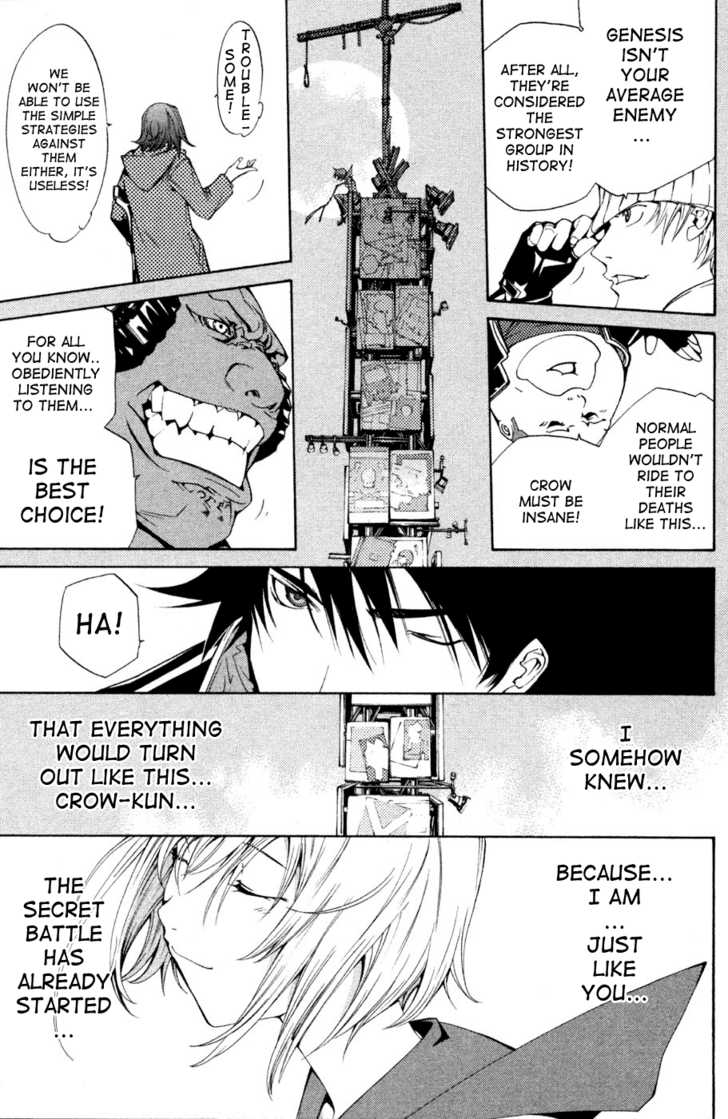 GENESIS
ISN'T
YOUR
AVERAGE
ENEMY
...
AFTER ALL,
THEY'RE
CONSIDERED
THE
STRONGEST
GROUP IN
HISTORY!
TROUBLE-
SOME!
WE
WON'T BE
ABLE TO USE
THE SIMPLE
STRATEGIES
AGAINST
THEM
EITHER, IT'S
USELESS!
NORMAL
PEOPLE
WOULDN'T
RIDE TO
THEIR
DEATHS
LIKE THIS...
CROW
MUST BE
INSANE!
FOR ALL
YOU KNOW..
OBEDIENTLY
LISTENING
TO THEM...
IS THE
BEST
CHOICE!
HA!
I
SOMEHOW
KNEW...
THAT EVERYTHING
WOULD TURN
OUT LIKE THIS...
CROW-KUN...
BECAUSE...
I AM
...
JUST
LIKE
YOU...
THE
SECRET
BATTLE
HAS
ALREADY
STARTED
...